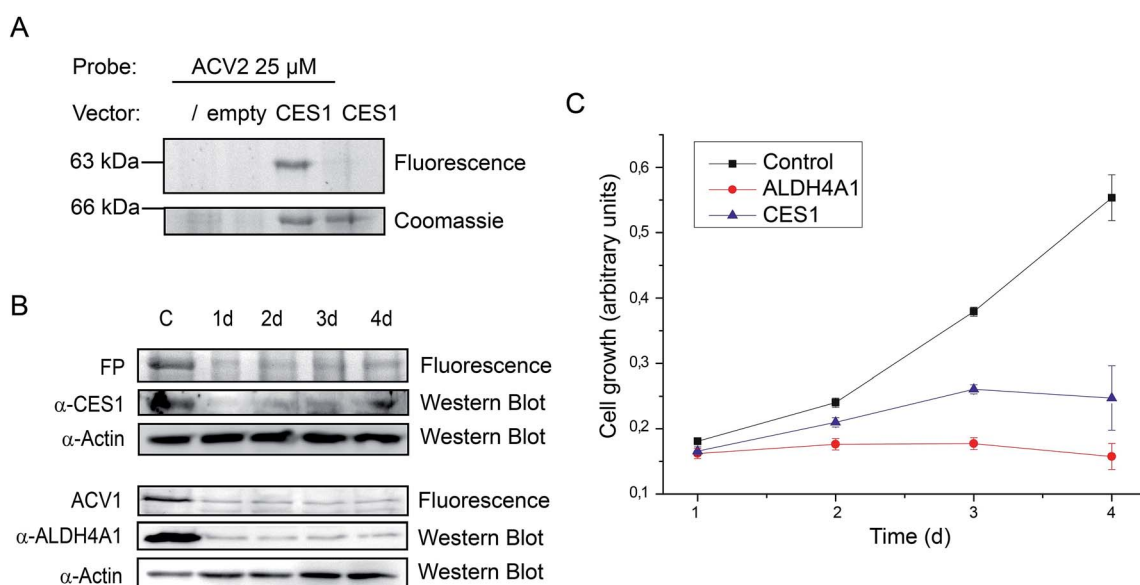 A
Probe: ACV2 25 µM
Vector: / empty CES1 CES1
63 kDa Fluorescence
66 kDa Coomassie
B
C 1d 2d 3d 4d
FP Fluorescence
α-CES1 Western Blot
α-Actin Western Blot
ACV1 Fluorescence
α-ALDH4A1 Western Blot
α-Actin Western Blot
C
Control
ALDH4A1
CES1
Cell growth (arbitrary units)
0,6
0,5
0,4
0,3
0,2
0,1
1 2 3 4
Time (d)